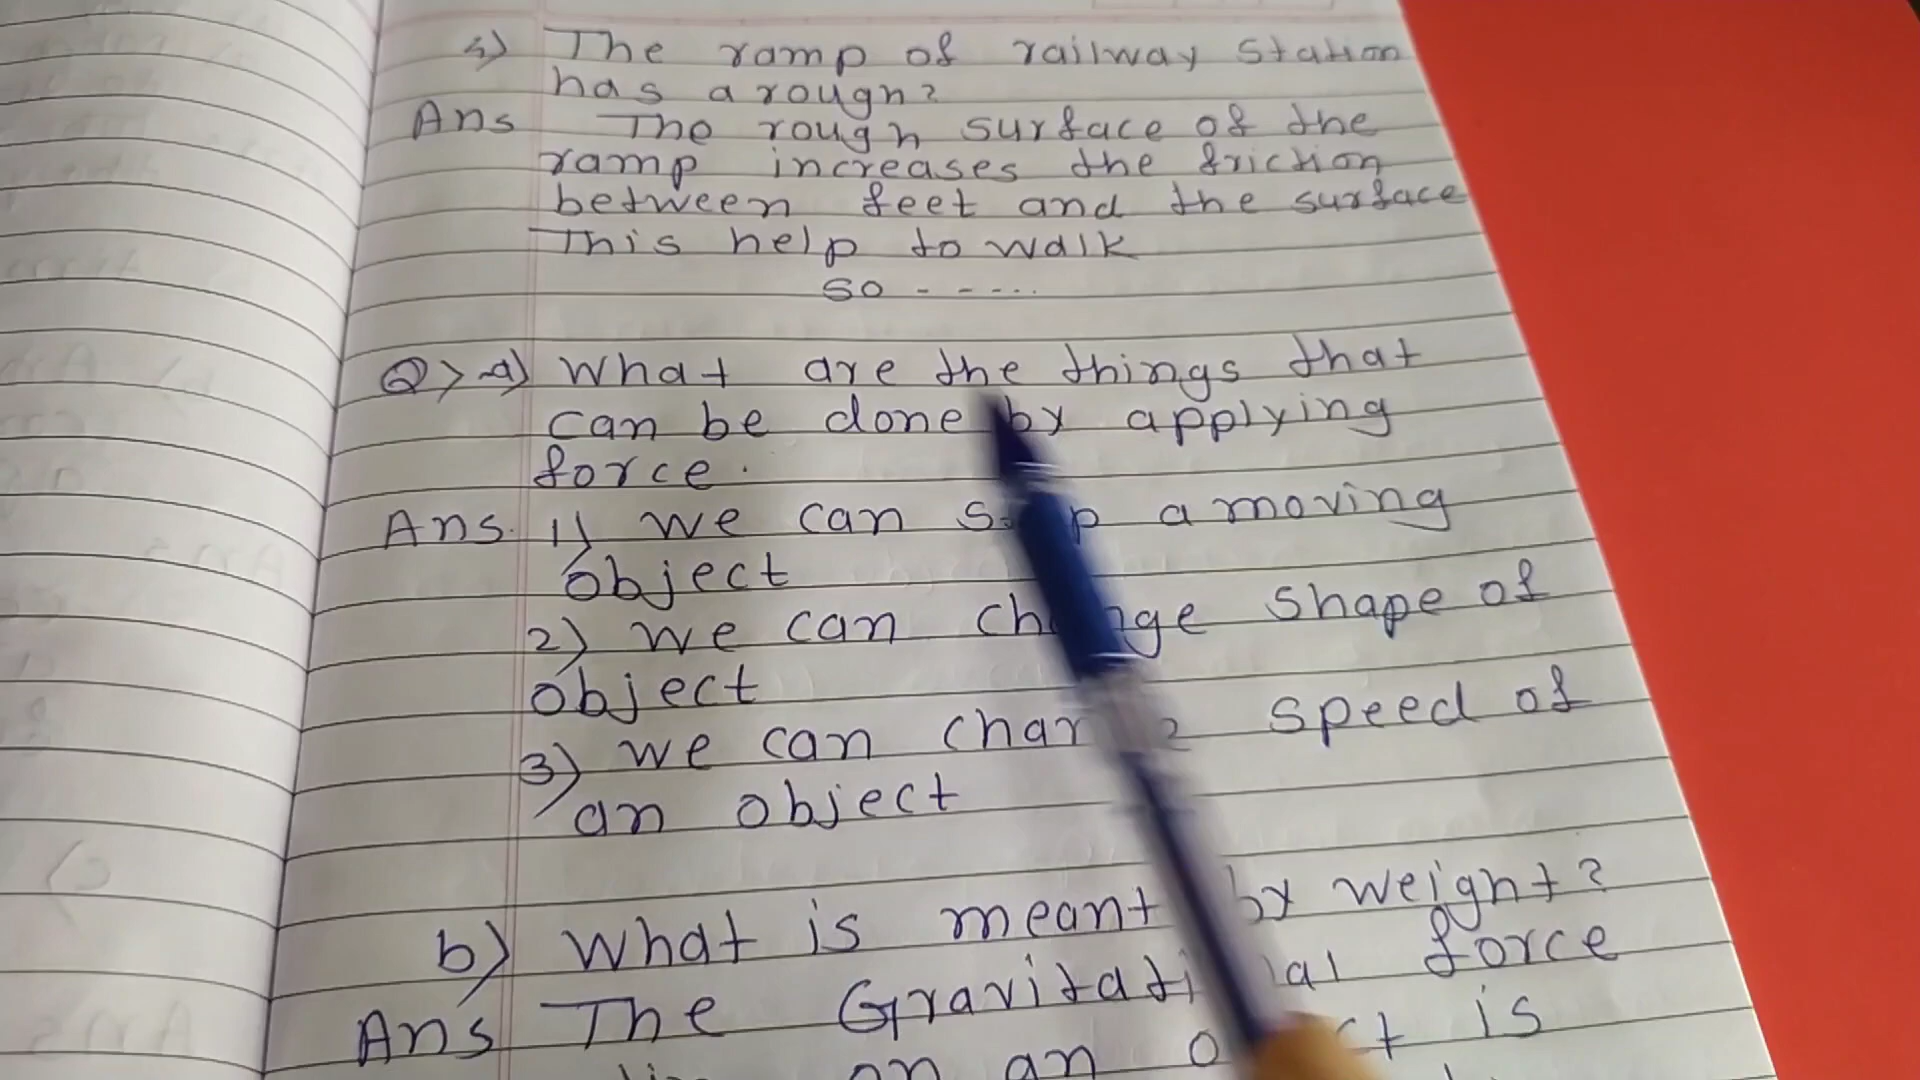 s) The ramp of railway station
has a rough?
Ans The rough surface of the
ramp increases the friction
between feet and the surface
This help to walk
so - - - - -
Q> a) What are the things that
can be done by applying
force.
Ans. 1) we can a moving
object
2) we can shape of
object
3) we can speed of
an object
b) What is meant by weight?
Ans The force
on an is